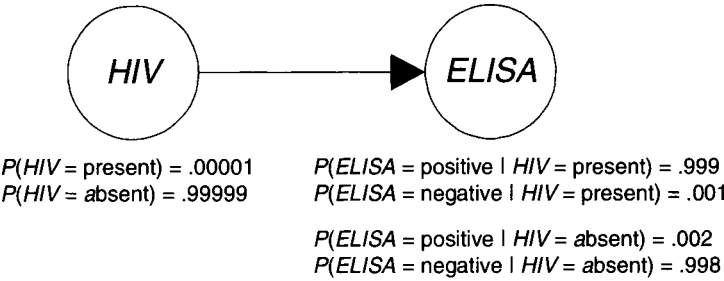 HIV
ELISA
P(HIV = present) = .00001
P(HIV = absent) = .99999
P(ELISA = positive | HIV = present) = .999
P(ELISA = negative | HIV = present) = .001
P(ELISA = positive | HIV = absent) = .002
P(ELISA = negative | HIV = absent) = .998